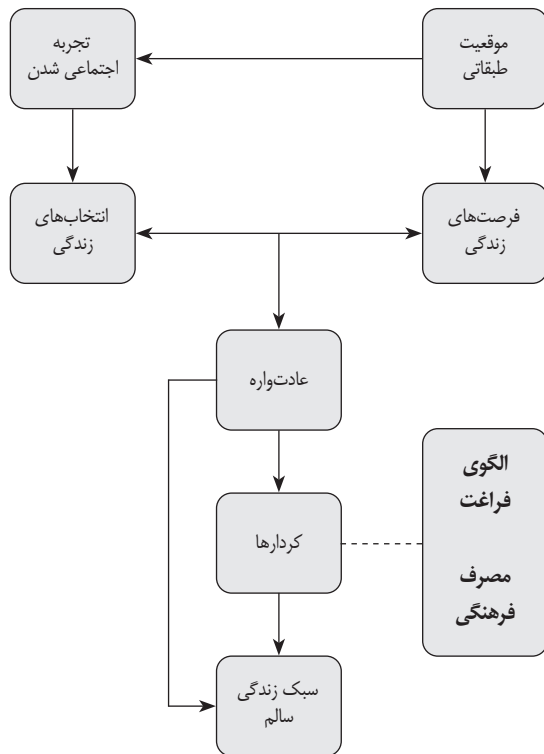 موقعیت
طبقاتی
تجربه
اجتماعی شدن
فرصت‌های
زندگی
انتخاب‌های
زندگی
عادت‌واره
کردارها
الگوی
فراغت
مصرف
فرهنگی
سبک زندگی
سالم